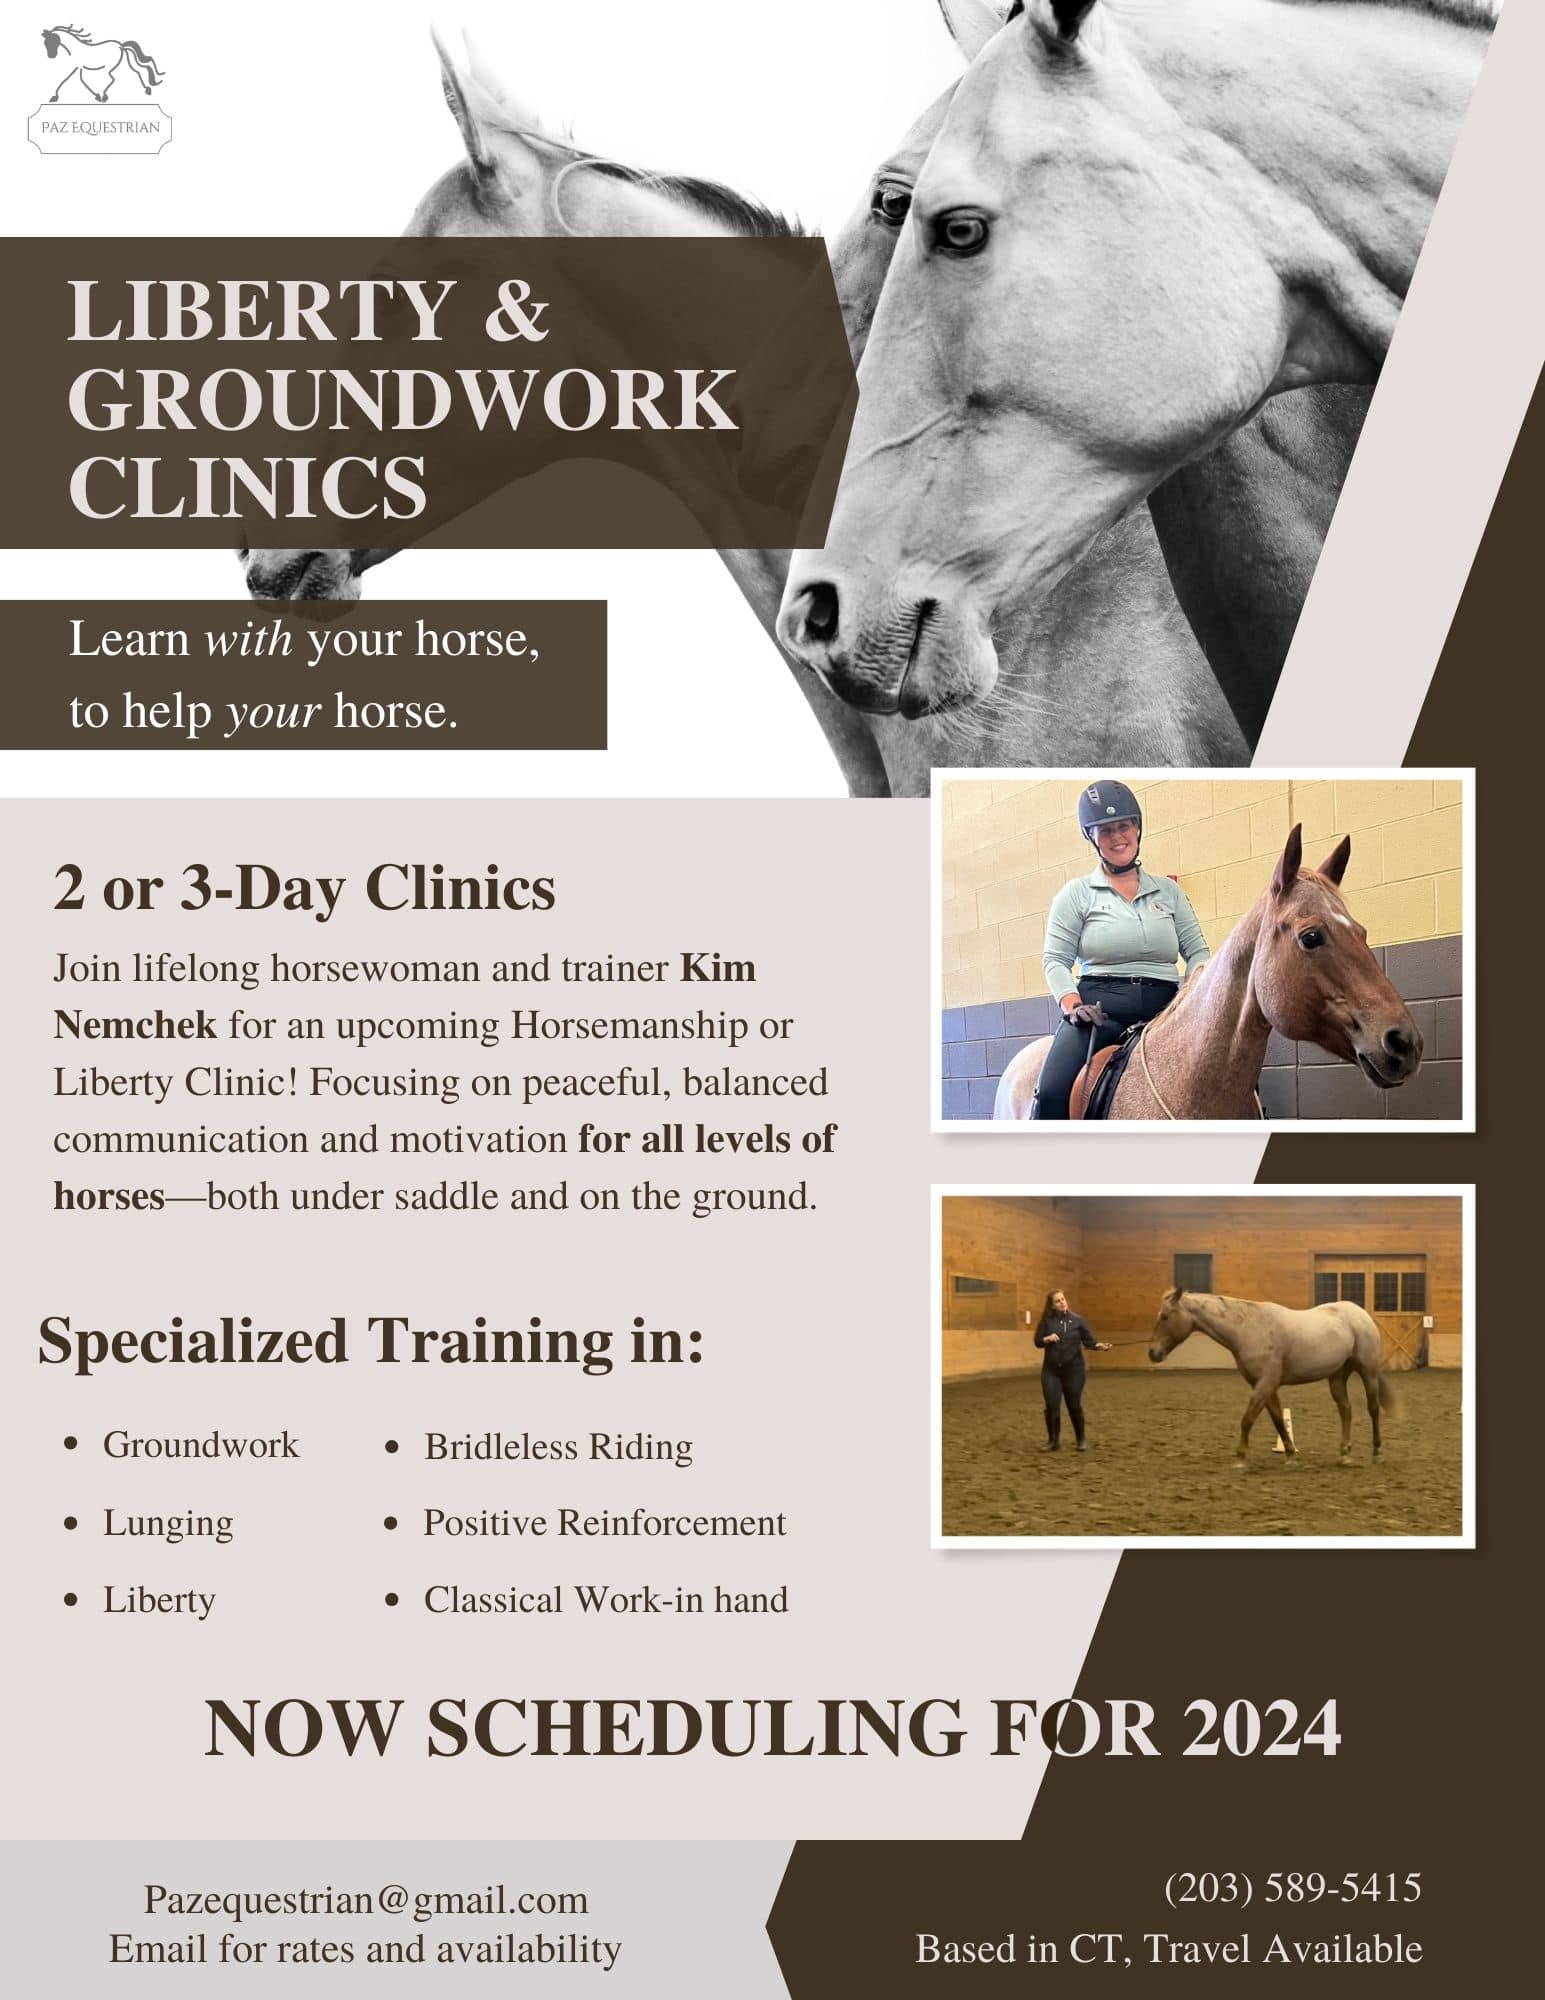 PAZ EQUESTRIAN
LIBERTY &
GROUNDWORK
CLINICS
Learn with your horse,
to help your horse.
2 or 3-Day Clinics
Join lifelong horsewoman and trainer Kim
Nemchek for an upcoming Horsemanship or
Liberty Clinic! Focusing on peaceful, balanced
communication and motivation for all levels of
horses—both under saddle and on the ground.
Specialized Training in:
• Groundwork
• Lunging
• Liberty
• Bridleless Riding
• Positive Reinforcement
• Classical Work-in hand
NOW SCHEDULING FOR 2024
Pazequestrian@gmail.com
Email for rates and availability
(203) 589-5415
Based in CT, Travel Available